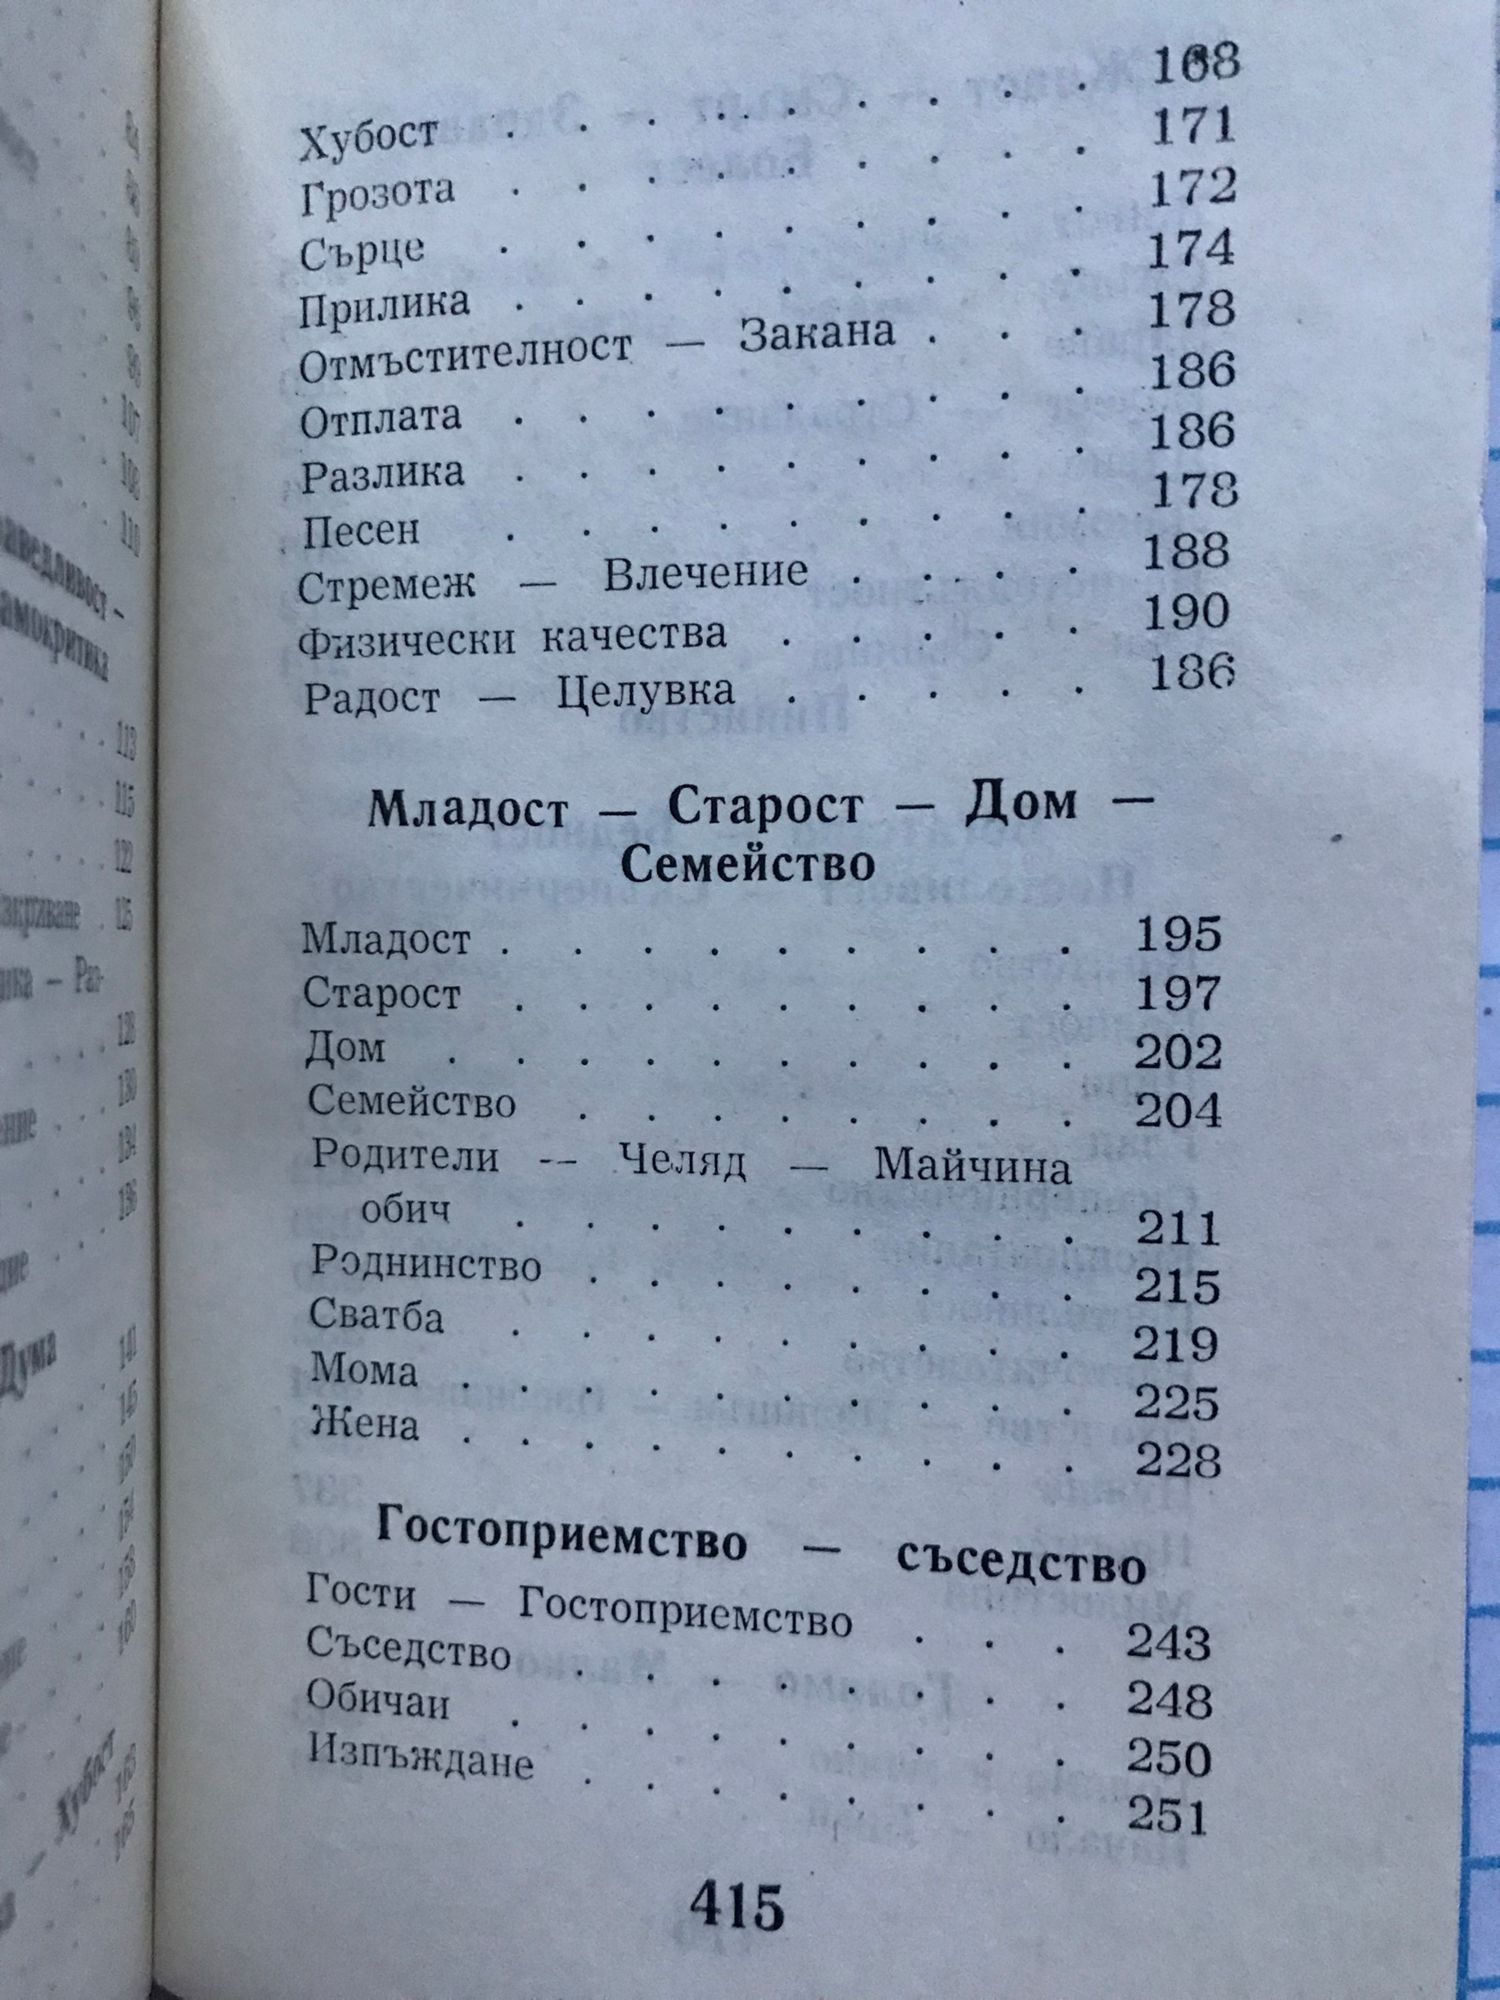 Хубост . . . . . . . . . 168
Грозота . . . . . . . . . 171
Сърце . . . . . . . . . 172
Прилика . . . . . . . . . 174
Отмъстителност — Закана . . . 178
Отплата . . . . . . . . . 186
Разлика . . . . . . . . . 186
Песен . . . . . . . . . 178
Стремеж — Влечение . . . . 188
Физически качества . . . . . 190
Радост — Целувка . . . . . 186
Младост — Старост — Дом —
Семейство
Младост . . . . . . . . . 195
Старост . . . . . . . . . 197
Дом . . . . . . . . . . 202
Семейство . . . . . . . . 204
Родители -- Челяд — Майчина
обич . . . . . . . . . 211
Роднинство . . . . . . . . 215
Сватба . . . . . . . . . 219
Мома . . . . . . . . . . 225
Жена . . . . . . . . . . 228
Гостоприемство — съседство
Гости — Гостоприемство . . . 243
Съседство . . . . . . . . 248
Обичаи . . . . . . . . . 250
Изпъждане . . . . . . . . 251
415